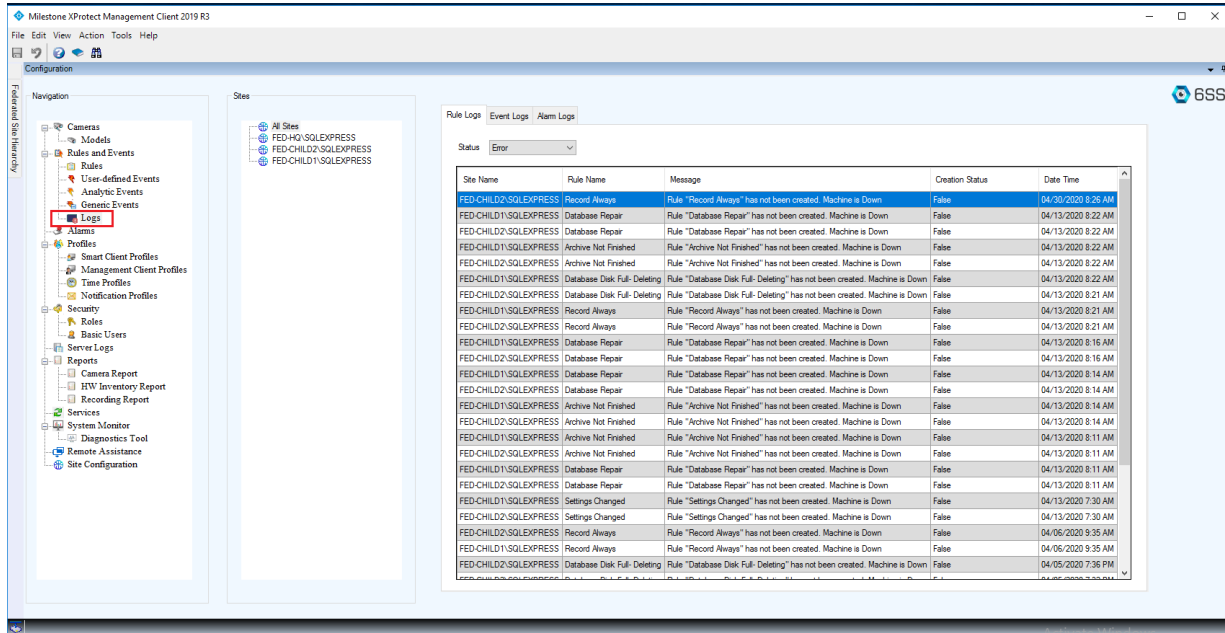 Milestone XProtect Management Client 2019 R3
File Edit View Action Tools Help
Configuration
Federated Site Hierarchy
Navigation
Cameras
Models
Rules and Events
Rules
User-defined Events
Analytic Events
Generic Events
Logs
Alarms
Profiles
Smart Client Profiles
Management Client Profiles
Time Profiles
Notification Profiles
Security
Roles
Basic Users
Server Logs
Reports
Camera Report
HW Inventory Report
Recording Report
Services
System Monitor
Diagnostics Tool
Remote Assistance
Site Configuration
Sites
All Sites
FED-HQ\SQLEXPRESS
FED-CHILD2\SQLEXPRESS
FED-CHILD1\SQLEXPRESS
6SS
Rule Logs Event Logs Alarm Logs
Status Error
Site Name Rule Name Message Creation Status Date Time
FED-CHILD2\SQLEXPRESS Record Always Rule "Record Always" has not been created. Machine is Down False 04/30/2020 8:26 AM
FED-CHILD1\SQLEXPRESS Database Repair Rule "Database Repair" has not been created. Machine is Down False 04/13/2020 8:22 AM
FED-CHILD2\SQLEXPRESS Database Repair Rule "Database Repair" has not been created. Machine is Down False 04/13/2020 8:22 AM
FED-CHILD1\SQLEXPRESS Archive Not Finished Rule "Archive Not Finished" has not been created. Machine is Down False 04/13/2020 8:22 AM
FED-CHILD2\SQLEXPRESS Archive Not Finished Rule "Archive Not Finished" has not been created. Machine is Down False 04/13/2020 8:22 AM
FED-CHILD1\SQLEXPRESS Database Disk Full- Deleting Rule "Database Disk Full- Deleting" has not been created. Machine is Down False 04/13/2020 8:22 AM
FED-CHILD2\SQLEXPRESS Database Disk Full- Deleting Rule "Database Disk Full- Deleting" has not been created. Machine is Down False 04/13/2020 8:21 AM
FED-CHILD1\SQLEXPRESS Record Always Rule "Record Always" has not been created. Machine is Down False 04/13/2020 8:21 AM
FED-CHILD2\SQLEXPRESS Record Always Rule "Record Always" has not been created. Machine is Down False 04/13/2020 8:21 AM
FED-CHILD1\SQLEXPRESS Database Repair Rule "Database Repair" has not been created. Machine is Down False 04/13/2020 8:16 AM
FED-CHILD2\SQLEXPRESS Database Repair Rule "Database Repair" has not been created. Machine is Down False 04/13/2020 8:16 AM
FED-CHILD1\SQLEXPRESS Database Repair Rule "Database Repair" has not been created. Machine is Down False 04/13/2020 8:14 AM
FED-CHILD2\SQLEXPRESS Database Repair Rule "Database Repair" has not been created. Machine is Down False 04/13/2020 8:14 AM
FED-CHILD1\SQLEXPRESS Archive Not Finished Rule "Archive Not Finished" has not been created. Machine is Down False 04/13/2020 8:14 AM
FED-CHILD2\SQLEXPRESS Archive Not Finished Rule "Archive Not Finished" has not been created. Machine is Down False 04/13/2020 8:14 AM
FED-CHILD1\SQLEXPRESS Archive Not Finished Rule "Archive Not Finished" has not been created. Machine is Down False 04/13/2020 8:11 AM
FED-CHILD2\SQLEXPRESS Archive Not Finished Rule "Archive Not Finished" has not been created. Machine is Down False 04/13/2020 8:11 AM
FED-CHILD1\SQLEXPRESS Database Repair Rule "Database Repair" has not been created. Machine is Down False 04/13/2020 8:11 AM
FED-CHILD2\SQLEXPRESS Database Repair Rule "Database Repair" has not been created. Machine is Down False 04/13/2020 8:11 AM
FED-CHILD1\SQLEXPRESS Settings Changed Rule "Settings Changed" has not been created. Machine is Down False 04/13/2020 7:30 AM
FED-CHILD2\SQLEXPRESS Settings Changed Rule "Settings Changed" has not been created. Machine is Down False 04/13/2020 7:30 AM
FED-CHILD2\SQLEXPRESS Record Always Rule "Record Always" has not been created. Machine is Down False 04/06/2020 9:35 AM
FED-CHILD1\SQLEXPRESS Record Always Rule "Record Always" has not been created. Machine is Down False 04/06/2020 9:35 AM
FED-CHILD2\SQLEXPRESS Database Disk Full- Deleting Rule "Database Disk Full- Deleting" has not been created. Machine is Down False 04/05/2020 7:36 PM